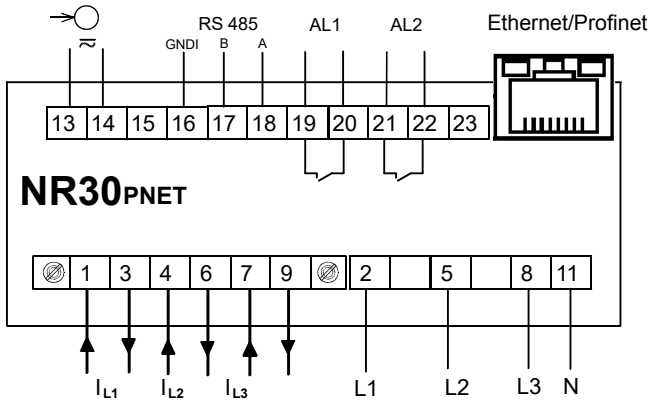 RS 485 AL1 AL2 Ethernet/Profinet
GNDI B A
13 14 15 16 17 18 19 20 21 22 23
NR30PNET
1 3 4 6 7 9 2 5 8 11
IL1 IL2 IL3 L1 L2 L3 N